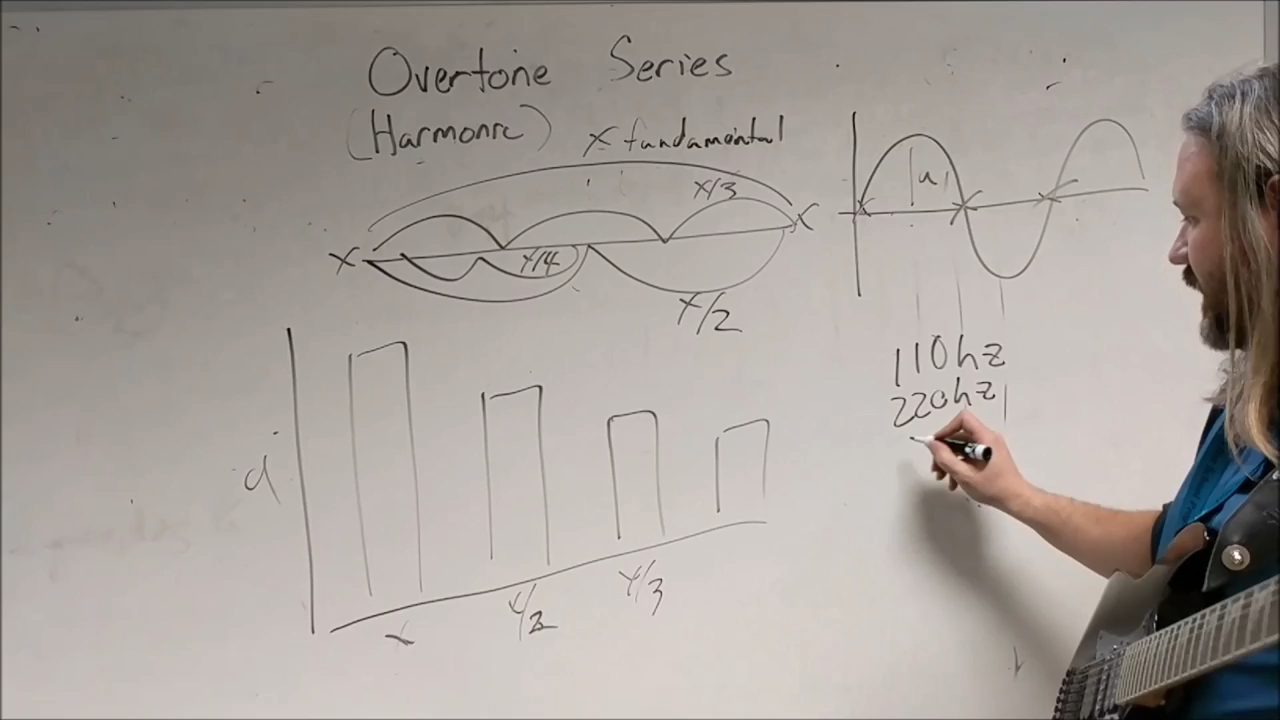 Overtone Series
(Harmonic)
X fundamental
X/3
X X
X/4
X/2
a
110hz
220hz
a
x
x/2
x/3